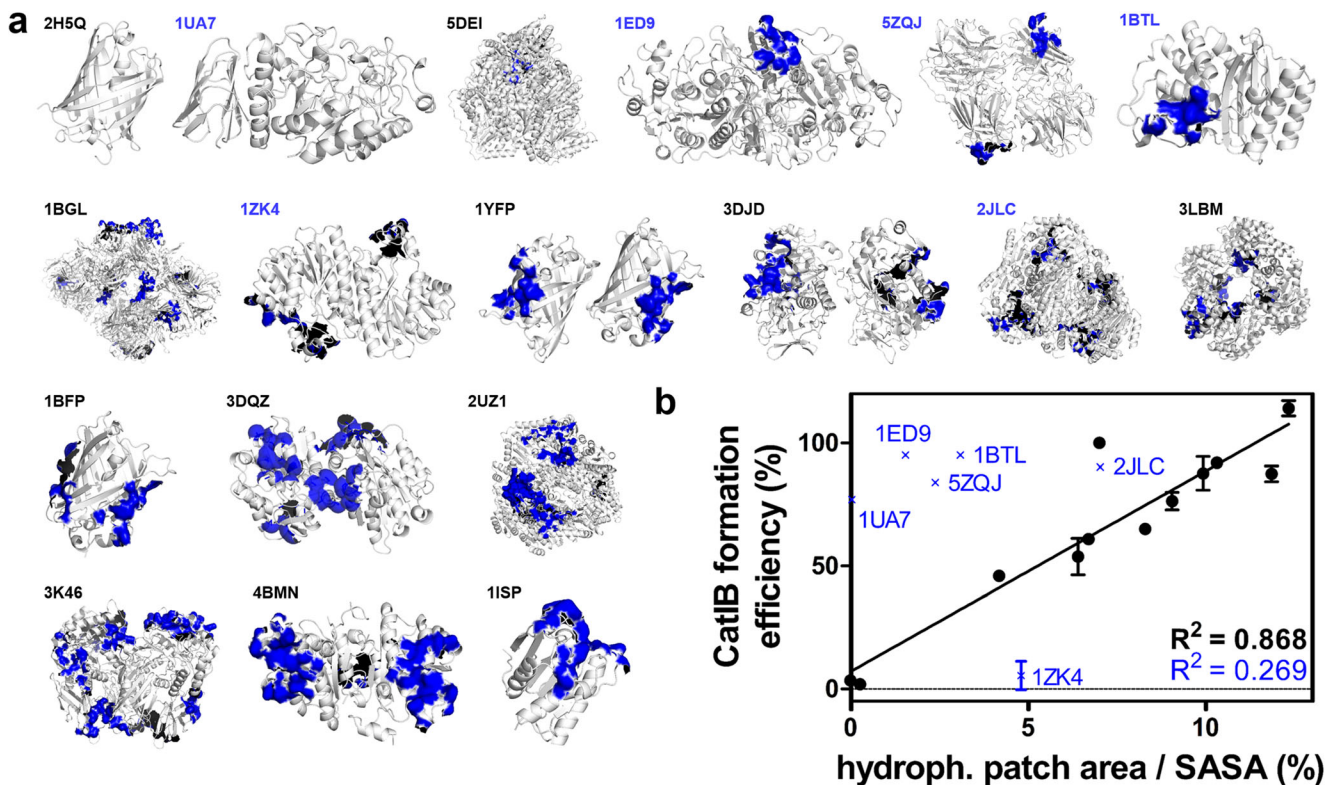 a
2H5Q
1UA7
5DEI
1ED9
5ZQJ
1BTL
1BGL
1ZK4
1YFP
3DJD
2JLC
3LBM
1BFP
3DQZ
2UZ1
3K46
4BMN
1ISP
b
CatIB formation
efficiency (%)
100
50
0
1ED9
1BTL
5ZQJ
2JLC
1UA7
1ZK4
R² = 0.868
R² = 0.269
0
5
10
hydroph. patch area / SASA (%)